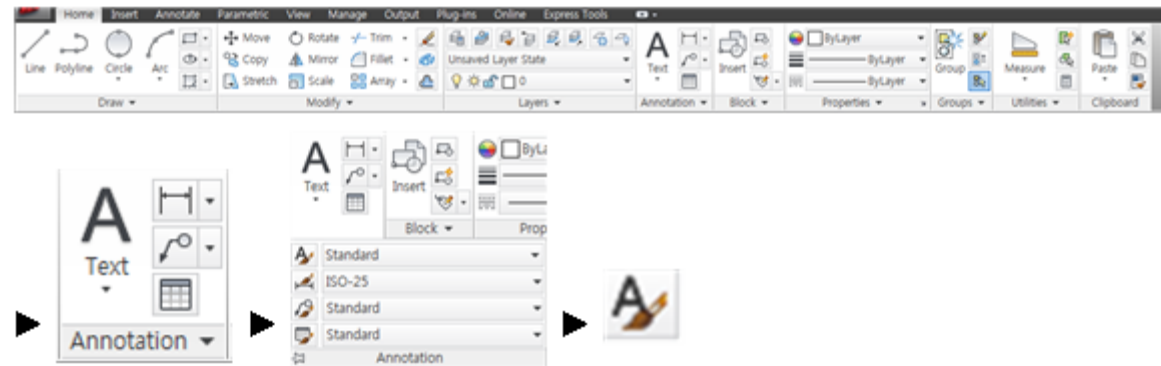 Home Insert Annotate Parametric View Manage Output Plug-ins Online Express Tools
Line Polyline Circle Arc
Draw
Move Rotate Trim
Copy Mirror Fillet
Stretch Scale Array
Modify
Unsaved Layer State
0
Layers
Text
Annotation
Insert
Block
ByLayer
ByLayer
ByLayer
Properties
Group
Groups
Measure
Utilities
Paste
Clipboard
A
Text
Annotation
A
Text
Insert
ByLa
Block Prop
Standard
ISO-25
Standard
Standard
Annotation
A